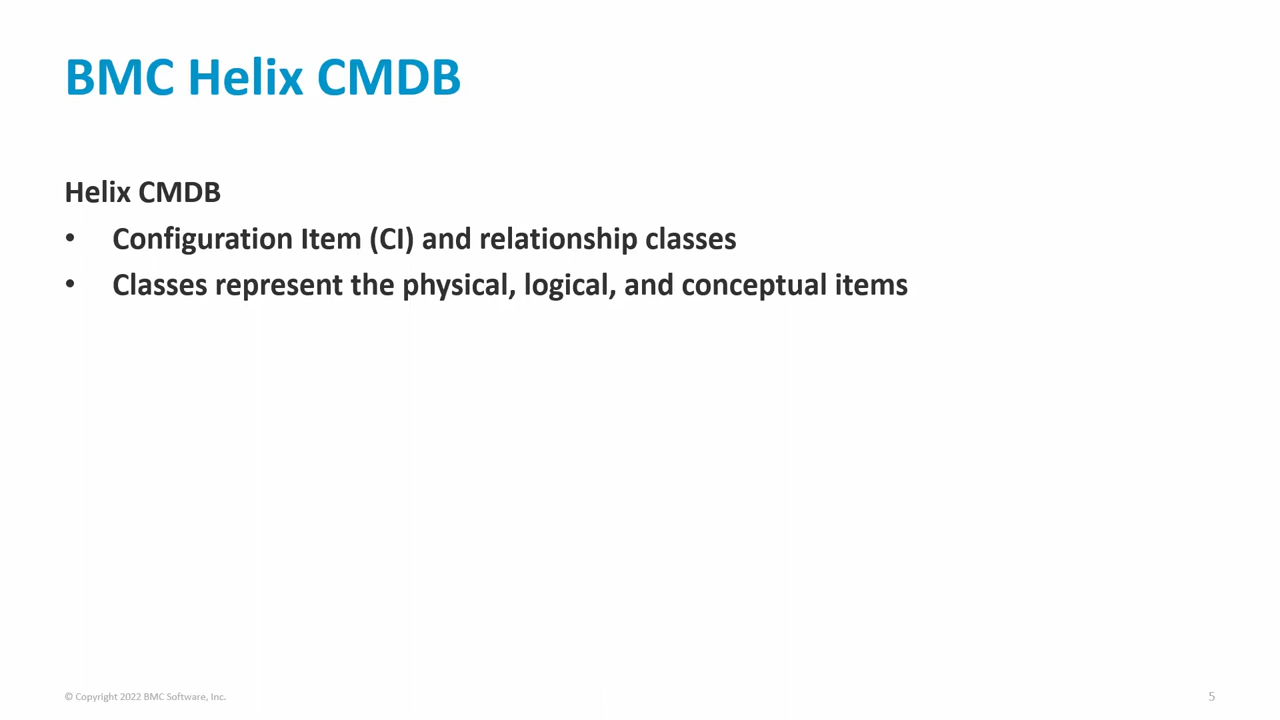 BMC Helix CMDB
Helix CMDB
• Configuration Item (CI) and relationship classes
• Classes represent the physical, logical, and conceptual items
© Copyright 2022 BMC Software, Inc.
5